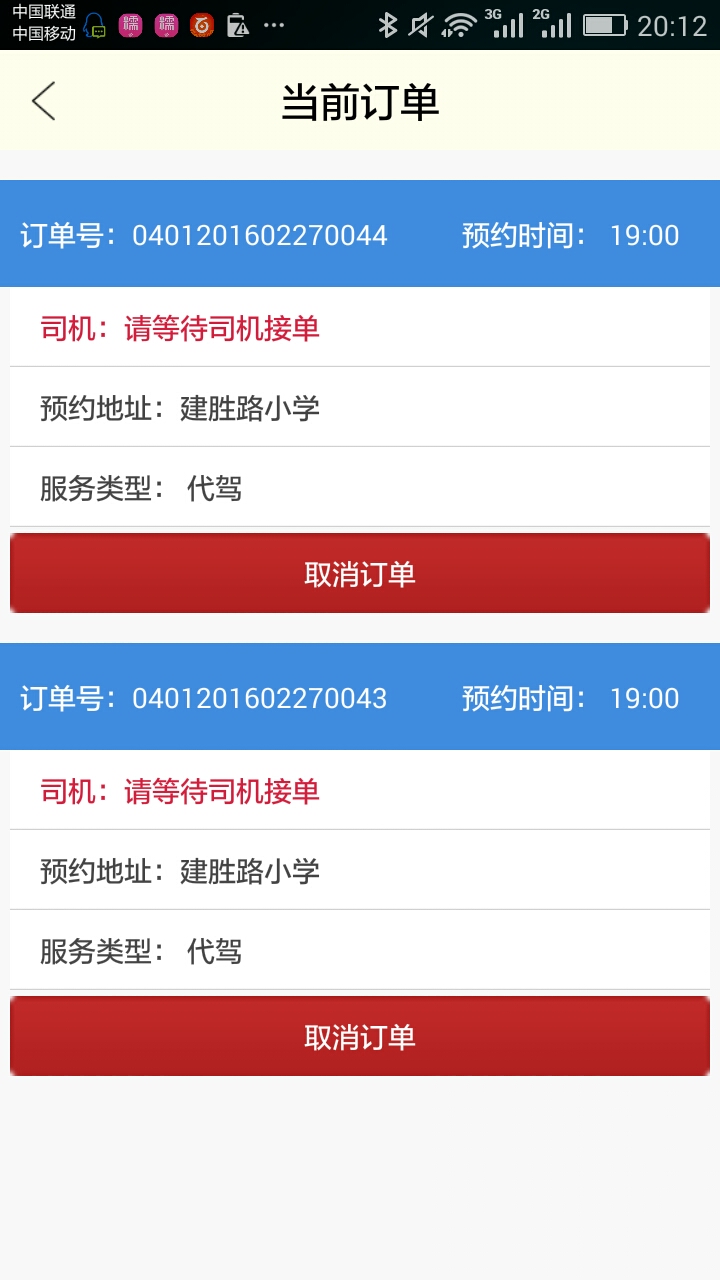 中国联通
中国移动
3G
2G
20:12
当前订单
订单号：0401201602270044 预约时间： 19:00
司机：请等待司机接单
预约地址：建胜路小学
服务类型： 代驾
取消订单
订单号：0401201602270043 预约时间： 19:00
司机：请等待司机接单
预约地址：建胜路小学
服务类型： 代驾
取消订单